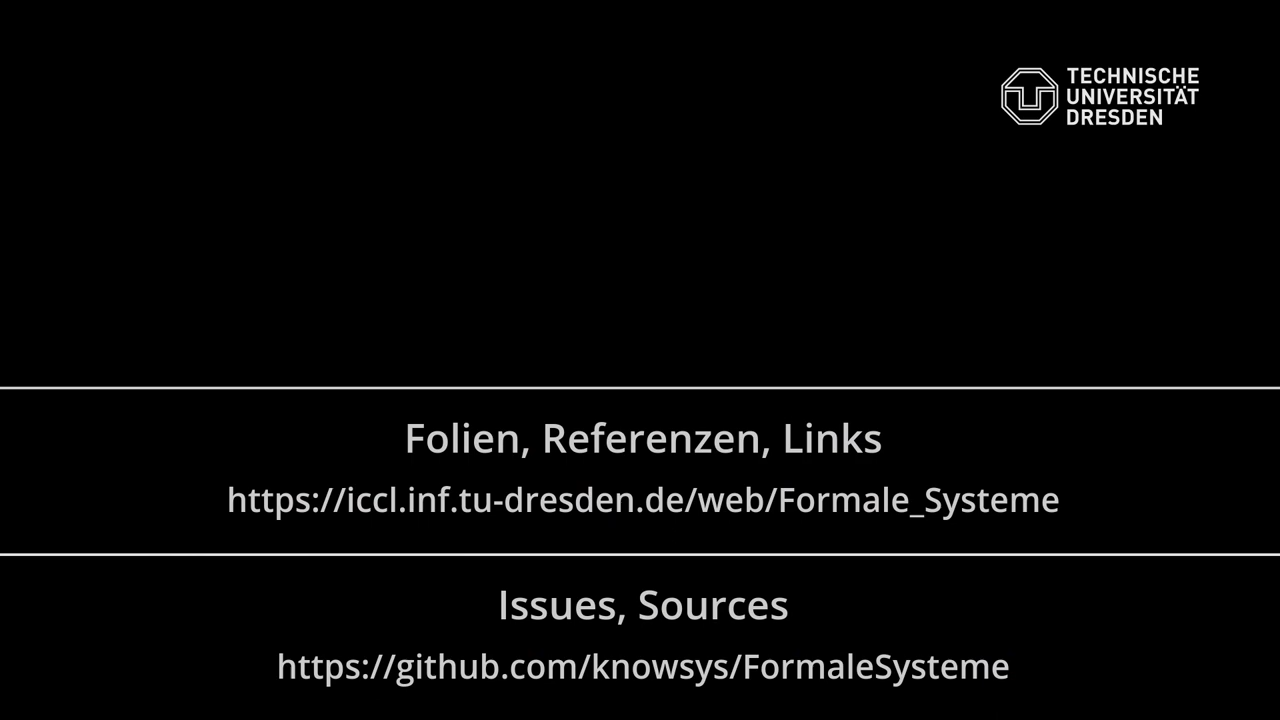 TECHNISCHE
UNIVERSITÄT
DRESDEN
Folien, Referenzen, Links
https://iccl.inf.tu-dresden.de/web/Formale_Systeme
Issues, Sources
https://github.com/knowsys/FormaleSysteme